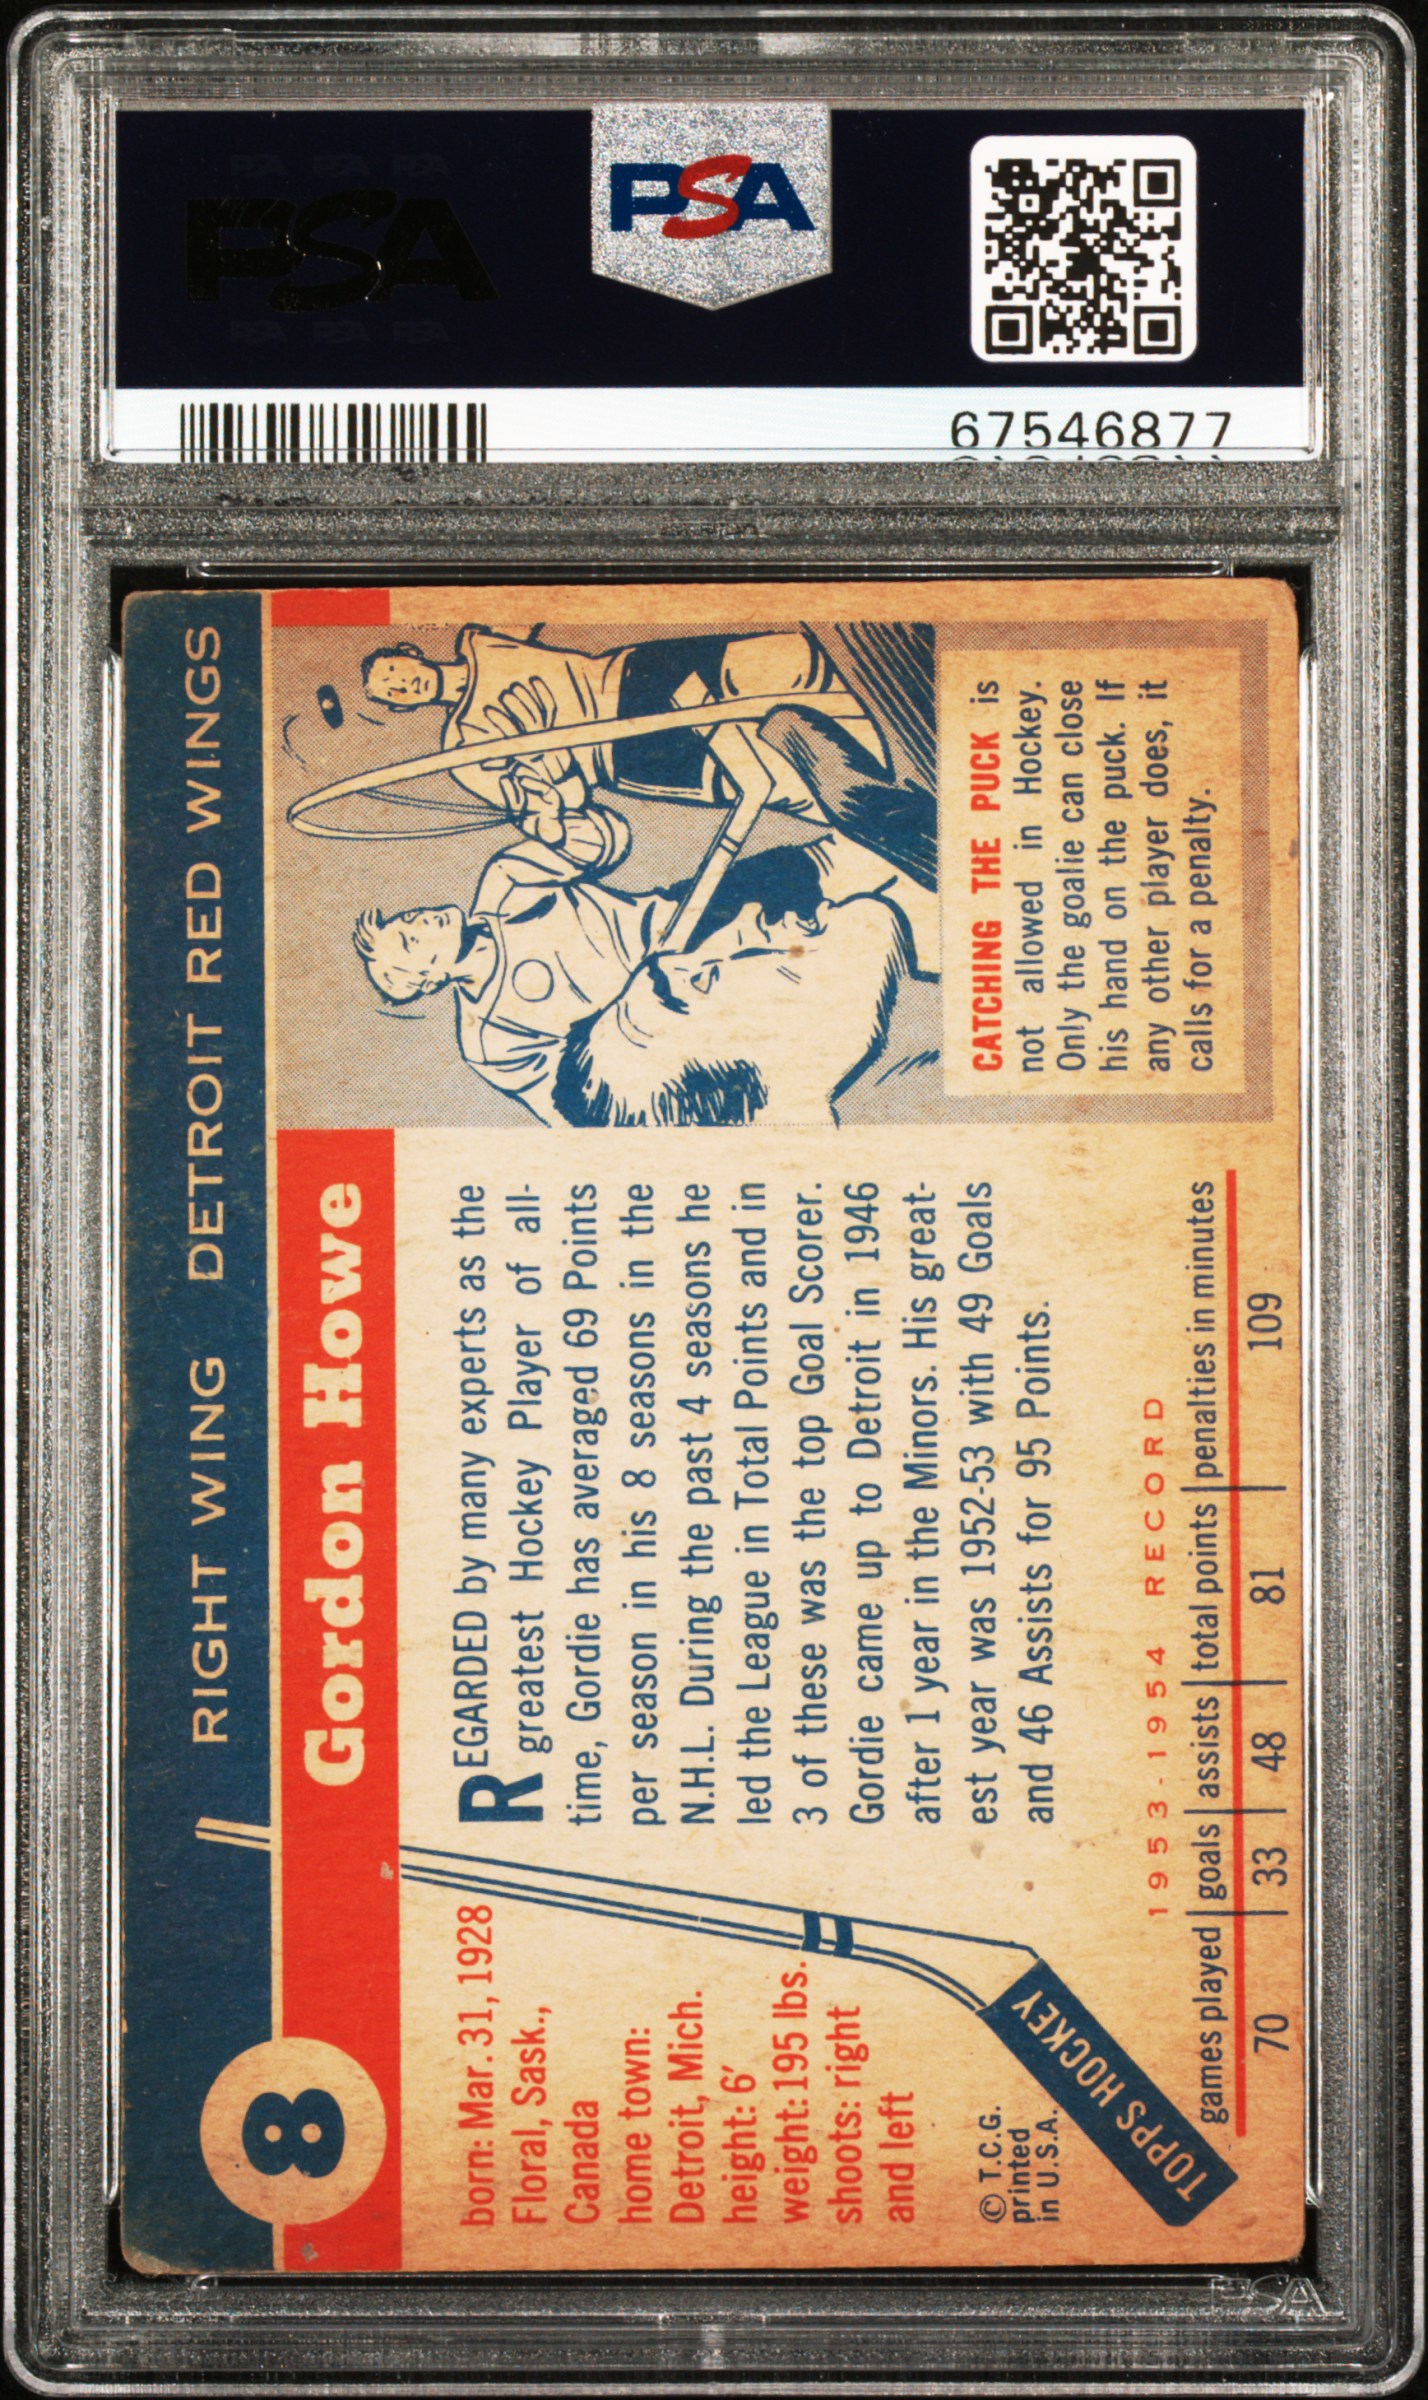 PSA
PSA
67546877
8
RIGHT WING DETROIT RED WINGS
Gordon Howe
born: Mar. 31, 1928
Floral, Sask.,
Canada
home town:
Detroit, Mich.
height: 6′
weight: 195 lbs.
shoots: right
and left
© T.C.G.
printed
in U.S.A.
TOPPS HOCKEY
REGARDED by many experts as the
greatest Hockey Player of all-
time, Gordie has averaged 69 Points
per season in his 8 seasons in the
N.H.L. During the past 4 seasons he
led the League in Total Points and in
3 of these was the top Goal Scorer.
Gordie came up to Detroit in 1946
after 1 year in the Minors. His great-
est year was 1952-53 with 49 Goals
and 46 Assists for 95 Points.
1953-1954 RECORD
games played | goals | assists | total points | penalties in minutes
70 | 33 | 48 | 81 | 109
CATCHING THE PUCK is
not allowed in Hockey.
Only the goalie can close
his hand on the puck. If
any other player does, it
calls for a penalty.
PSA